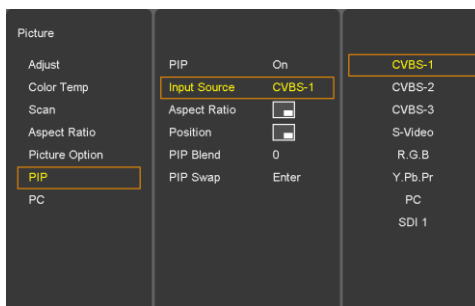 Picture
Adjust
Color Temp
Scan
Aspect Ratio
Picture Option
PIP
PC
PIP On
Input Source CVBS-1
Aspect Ratio
Position
PIP Blend 0
PIP Swap Enter
CVBS-1
CVBS-2
CVBS-3
S-Video
R.G.B
Y.Pb.Pr
PC
SDI 1